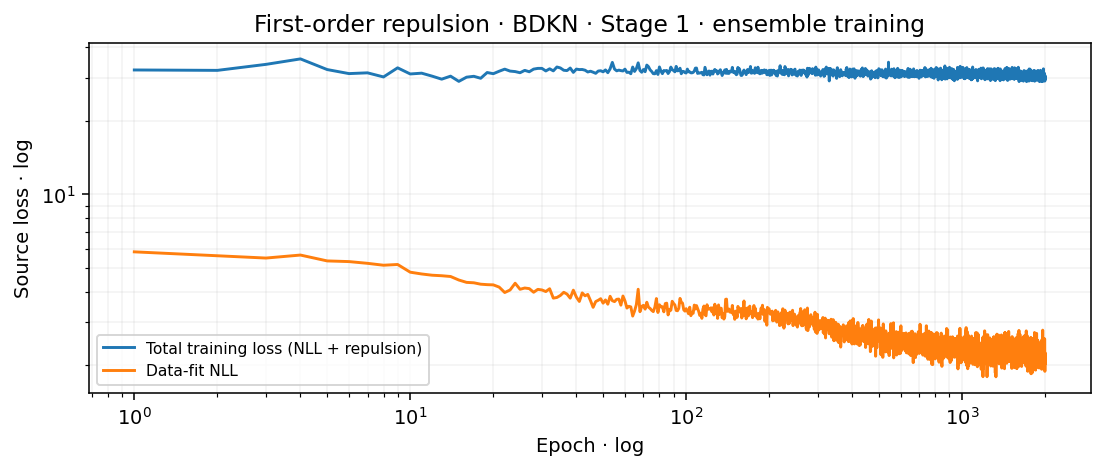 First-order repulsion · BDKN · Stage 1 · ensemble training
Source loss · log
10¹
Total training loss (NLL + repulsion)
Data-fit NLL
10⁰ 10¹ 10² 10³
Epoch · log